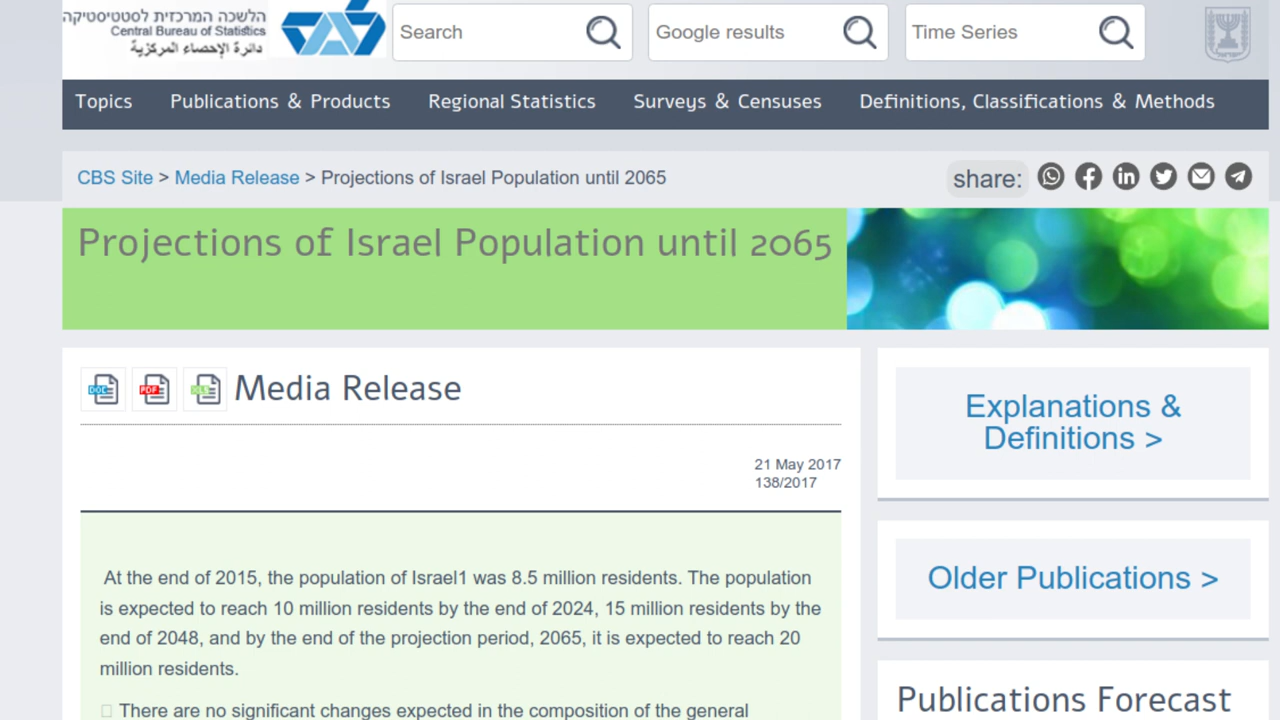 הלשכה המרכזית לסטטיסטיקה
Central Bureau of Statistics
دائرة الإحصاء المركزية
Search
Google results
Time Series
Topics Publications & Products Regional Statistics Surveys & Censuses Definitions, Classifications & Methods
CBS Site > Media Release > Projections of Israel Population until 2065
share:
Projections of Israel Population until 2065
DOC
PDF
XLS
Media Release
21 May 2017
138/2017
At the end of 2015, the population of Israel1 was 8.5 million residents. The population
is expected to reach 10 million residents by the end of 2024, 15 million residents by the
end of 2048, and by the end of the projection period, 2065, it is expected to reach 20
million residents.
There are no significant changes expected in the composition of the general
Explanations &
Definitions >
Older Publications >
Publications Forecast